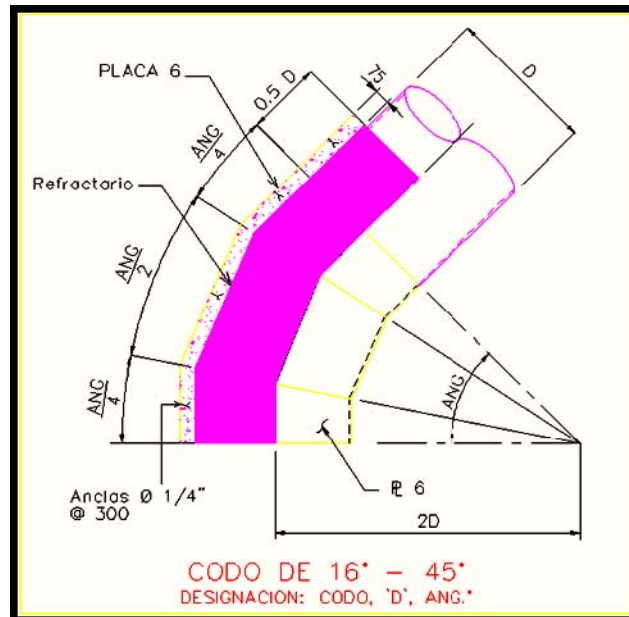 PLACA 6
0.5 D
75
D
ANG
4
Refractario
ANG
2
ANG
4
ANG
Anclas Ø 1/4"
@ 300
PL 6
2D
CODO DE 16° - 45°
DESIGNACION: CODO, 'D', ANG.°